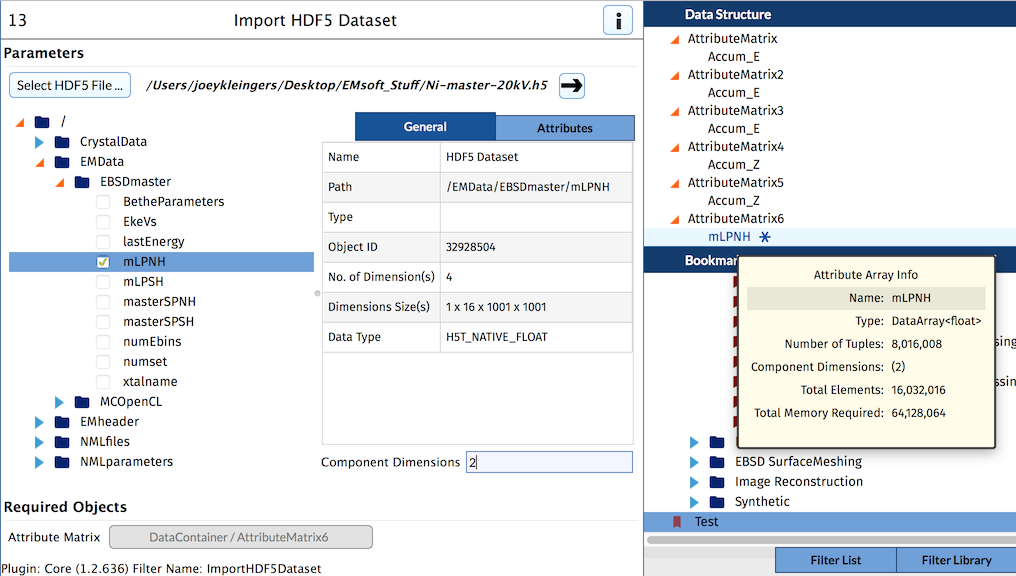 13
Import HDF5 Dataset
i
Parameters
Select HDF5 File ...
/Users/joeykleingers/Desktop/EMsoft_Stuff/Ni-master-20kV.h5
/
CrystalData
EMData
EBSDmaster
BetheParameters
EkeVs
lastEnergy
mLPNH
mLPSH
masterSPNH
masterSPSH
numEbins
numset
xtalname
MCOpenCL
EMheader
NMLfiles
NMLparameters
General Attributes
Name HDF5 Dataset
Path /EMData/EBSDmaster/mLPNH
Type
Object ID 32928504
No. of Dimension(s) 4
Dimensions Size(s) 1 x 16 x 1001 x 1001
Data Type H5T_NATIVE_FLOAT
Component Dimensions 2
Required Objects
Attribute Matrix DataContainer / AttributeMatrix6
Plugin: Core (1.2.636) Filter Name: ImportHDF5Dataset
Data Structure
AttributeMatrix
Accum_E
AttributeMatrix2
Accum_E
AttributeMatrix3
Accum_E
AttributeMatrix4
Accum_Z
AttributeMatrix5
Accum_Z
AttributeMatrix6
mLPNH
Attribute Array Info
Name: mLPNH
Type: DataArray<float>
Number of Tuples: 8,016,008
Component Dimensions: (2)
Total Elements: 16,032,016
Total Memory Required: 64,128,064
EBSD SurfaceMeshing
Image Reconstruction
Synthetic
Test
Filter List Filter Library